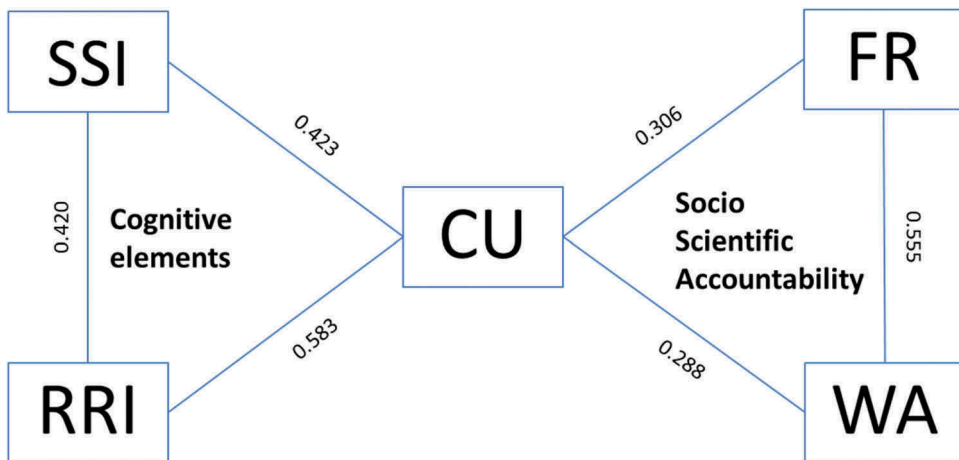 SSI
FR
0.423
0.306
0.420
Cognitive
elements
CU
Socio
Scientific
Accountability
0.555
0.583
0.288
RRI
WA